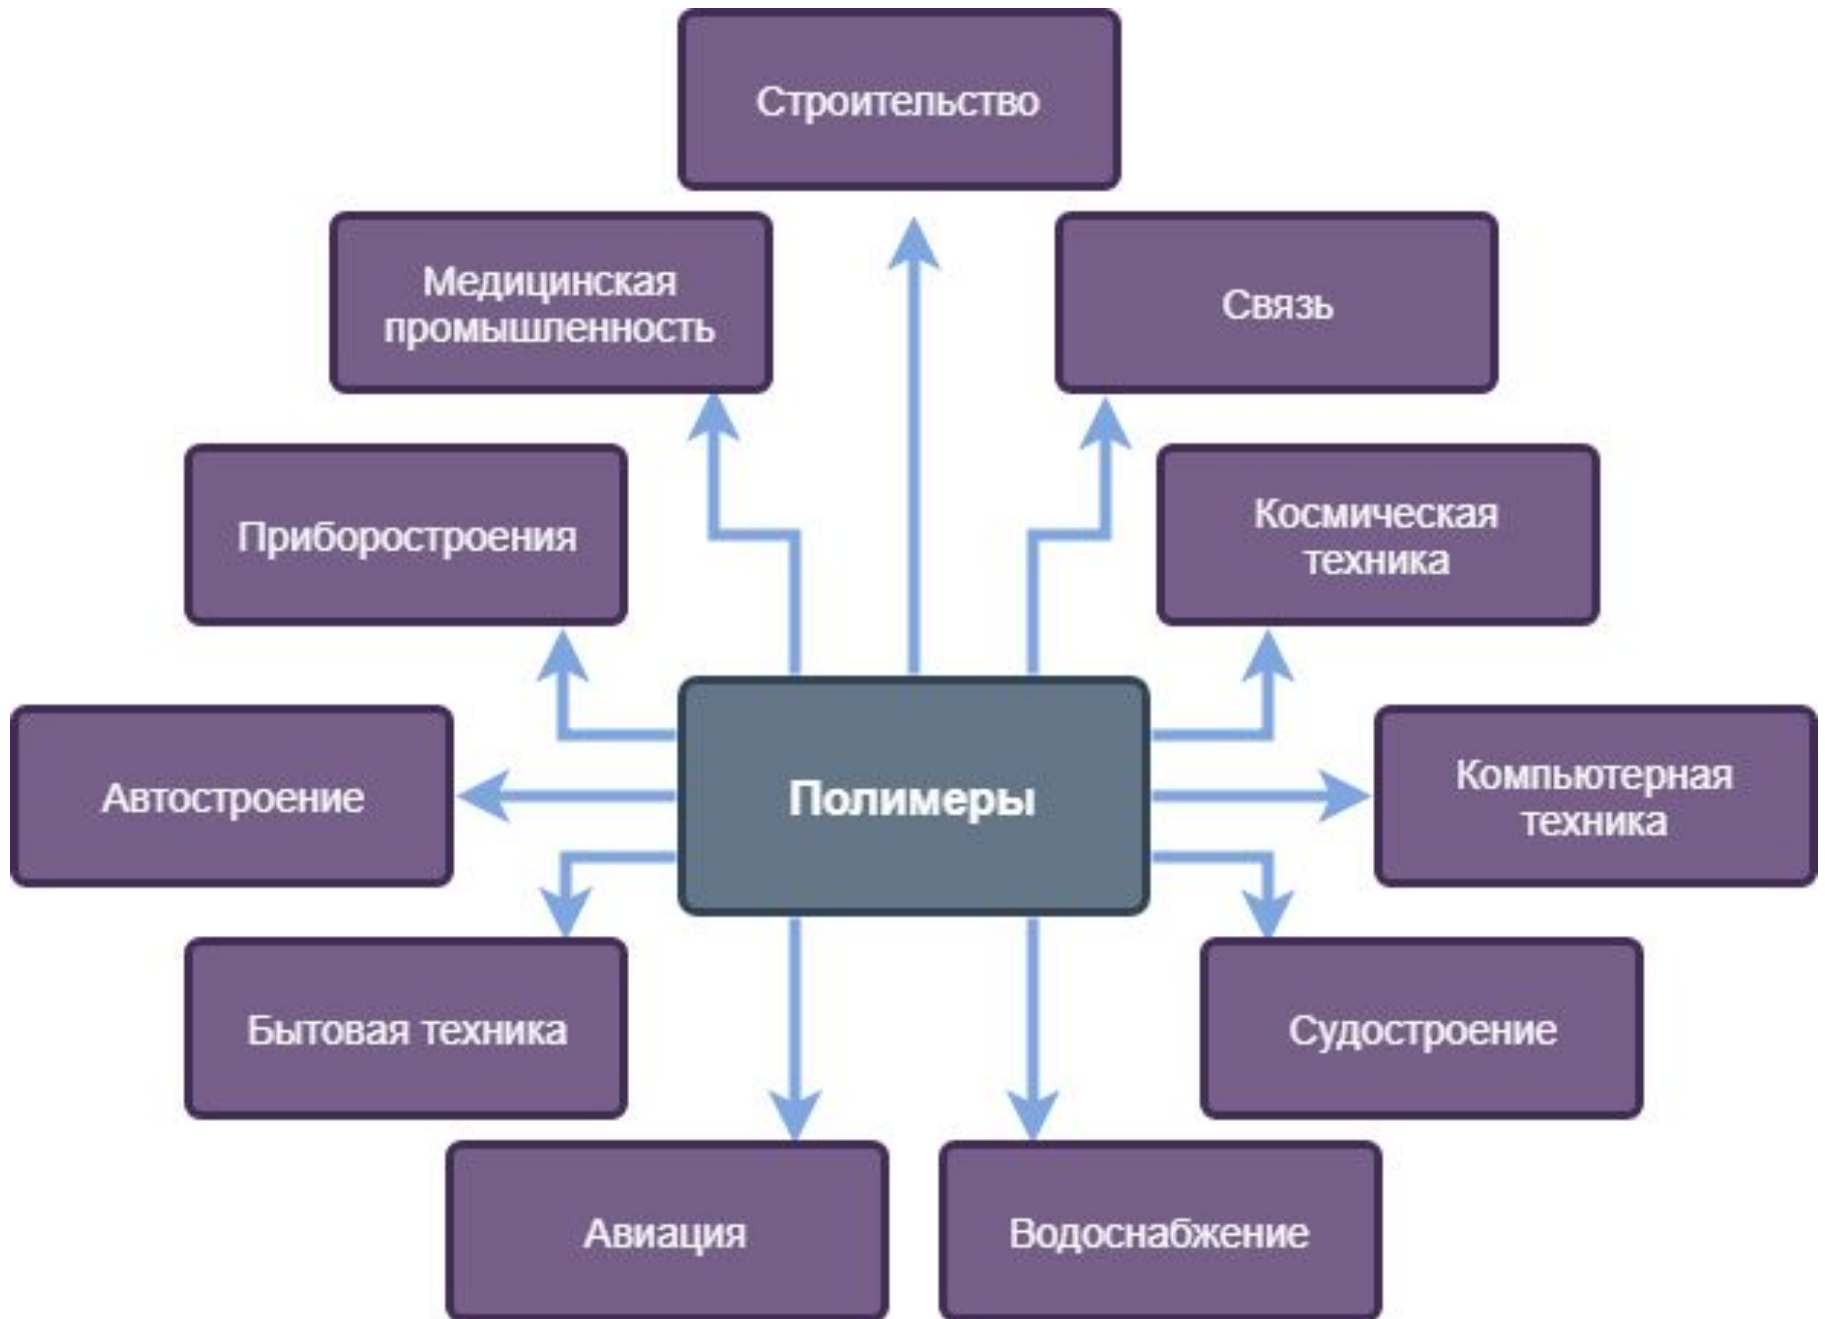 Строительство
Медицинская
промышленность
Связь
Приборостроения
Космическая
техника
Автостроение
Полимеры
Компьютерная
техника
Бытовая техника
Судостроение
Авиация
Водоснабжение